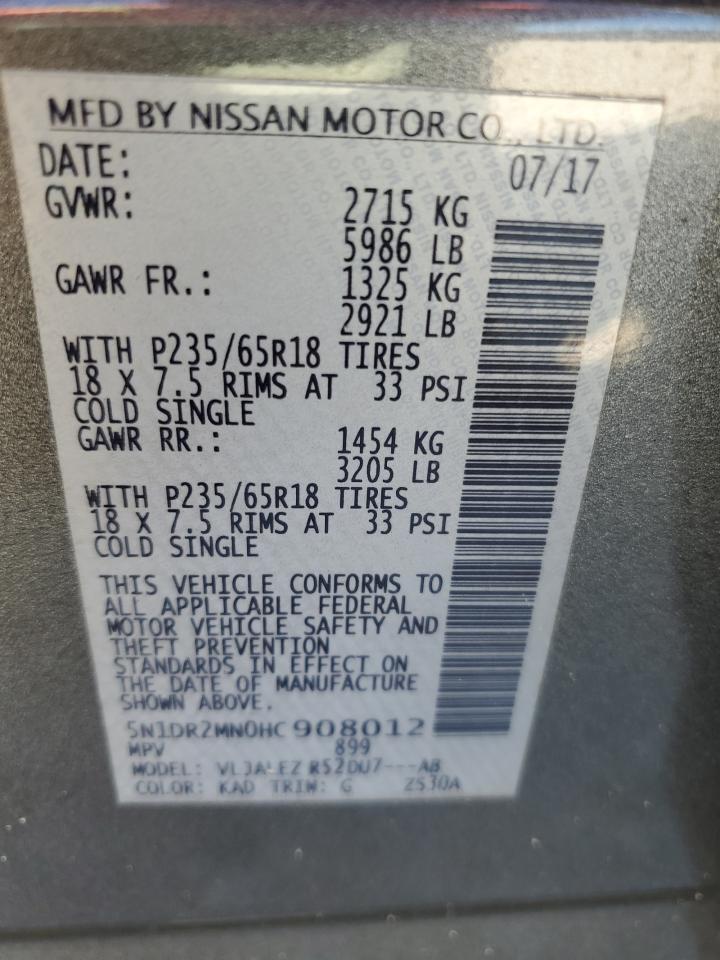 MFD BY NISSAN MOTOR CO., LTD.
DATE: 07/17
GVWR: 2715 KG
5986 LB
GAWR FR.: 1325 KG
2921 LB
WITH P235/65R18 TIRES
18 X 7.5 RIMS AT 33 PSI
COLD SINGLE
GAWR RR.: 1454 KG
3205 LB
WITH P235/65R18 TIRES
18 X 7.5 RIMS AT 33 PSI
COLD SINGLE
THIS VEHICLE CONFORMS TO
ALL APPLICABLE FEDERAL
MOTOR VEHICLE SAFETY AND
THEFT PREVENTION
STANDARDS IN EFFECT ON
THE DATE OF MANUFACTURE
SHOWN ABOVE.
5N1DR2MN0HC908012
MPV 899
MODEL: R52DU7---AB
COLOR: KAD TRIM: G Z530A